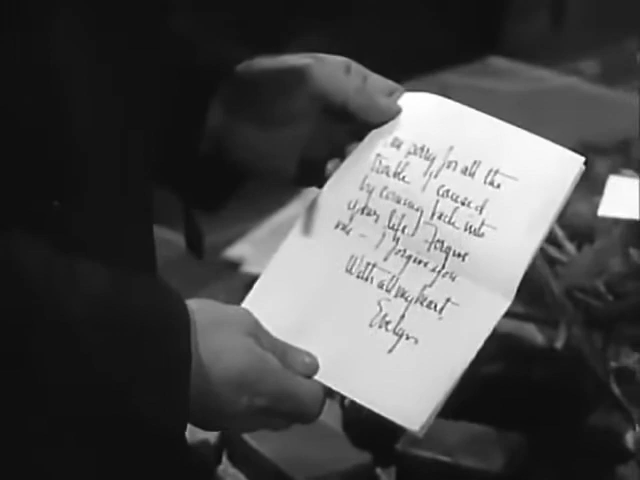 I'm sorry for all the
trouble I caused
by coming back into
your life. Forgive
me - I forgive you
With all my heart,
Evelyn